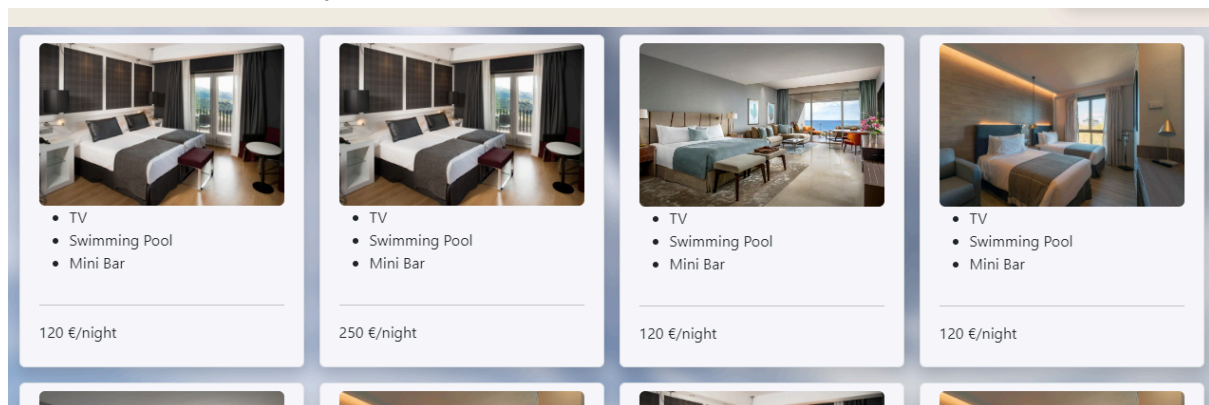 • TV
• Swimming Pool
• Mini Bar
120 €/night
• TV
• Swimming Pool
• Mini Bar
250 €/night
• TV
• Swimming Pool
• Mini Bar
120 €/night
• TV
• Swimming Pool
• Mini Bar
120 €/night